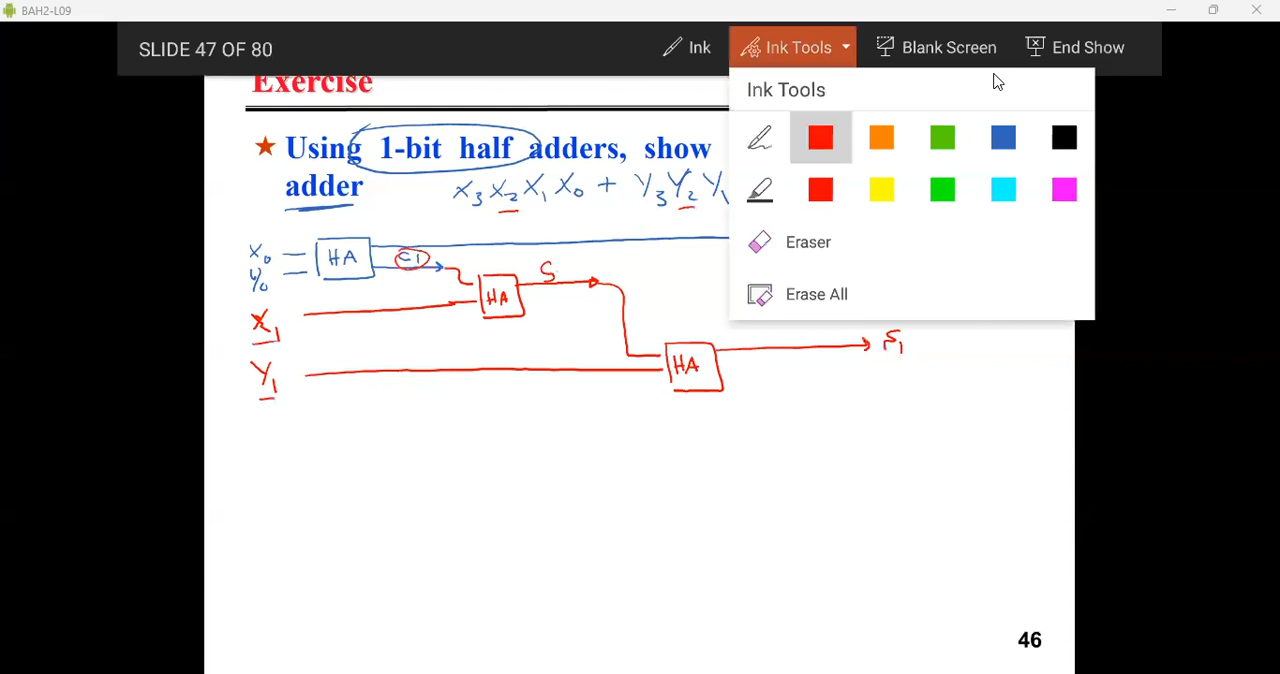 BAH2-L09
SLIDE 47 OF 80
Ink
Ink Tools
Blank Screen
End Show
Ink Tools
Eraser
Erase All
Exercise
Using 1-bit half adders, show
adder
X3 X2 X1 X0 + Y3 Y2 Y1
X0
Y0
HA
C1
X1
HA
S
Y1
HA
S1
46